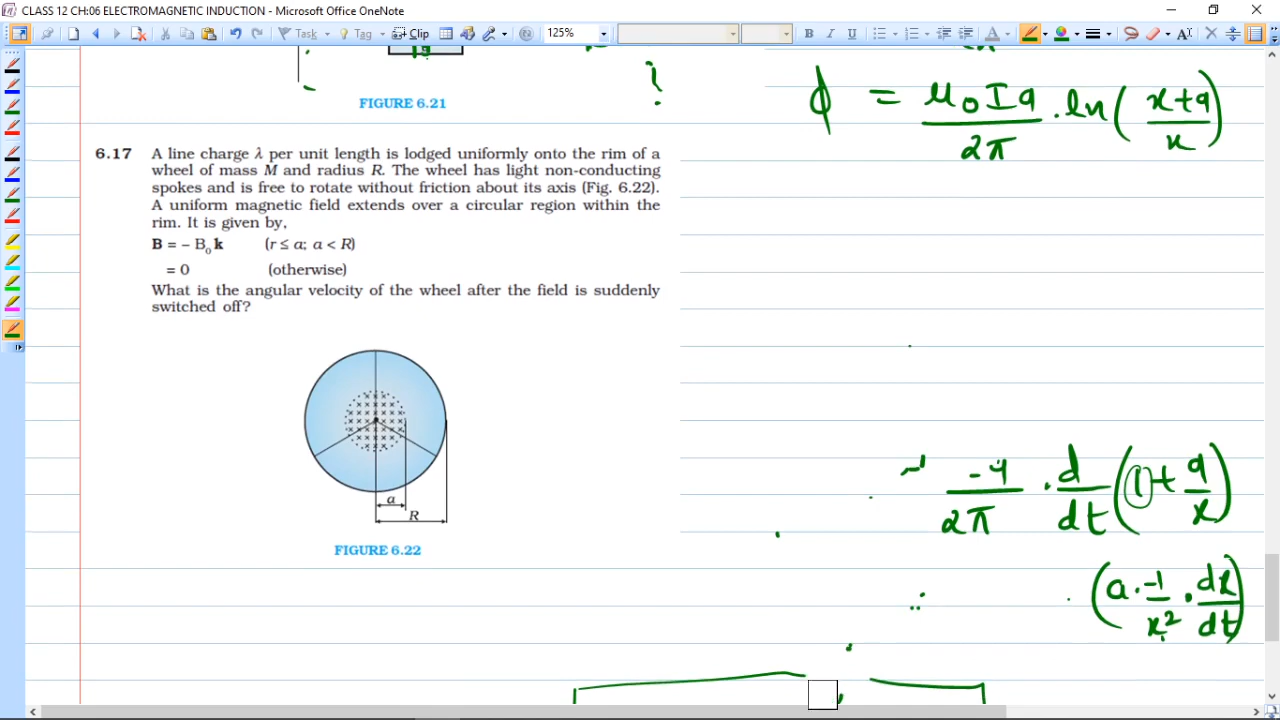 CLASS 12 CH:06 ELECTROMAGNETIC INDUCTION - Microsoft Office OneNote
Clip
Task
Tag
125%
B I U
A
FIGURE 6.21
?
ϕ = μ₀Ia/2π · ln( x+a/x )
6.17 A line charge λ per unit length is lodged uniformly onto the rim of a
wheel of mass M and radius R. The wheel has light non-conducting
spokes and is free to rotate without friction about its axis (Fig. 6.22).
A uniform magnetic field extends over a circular region within the
rim. It is given by,
B = – B₀ k (r ≤ a; a < R)
= 0 (otherwise)
What is the angular velocity of the wheel after the field is suddenly
switched off?
a
R
FIGURE 6.22
2π · d/dt ( 1 + a/x )
( a · -1/x² · dx/dt )